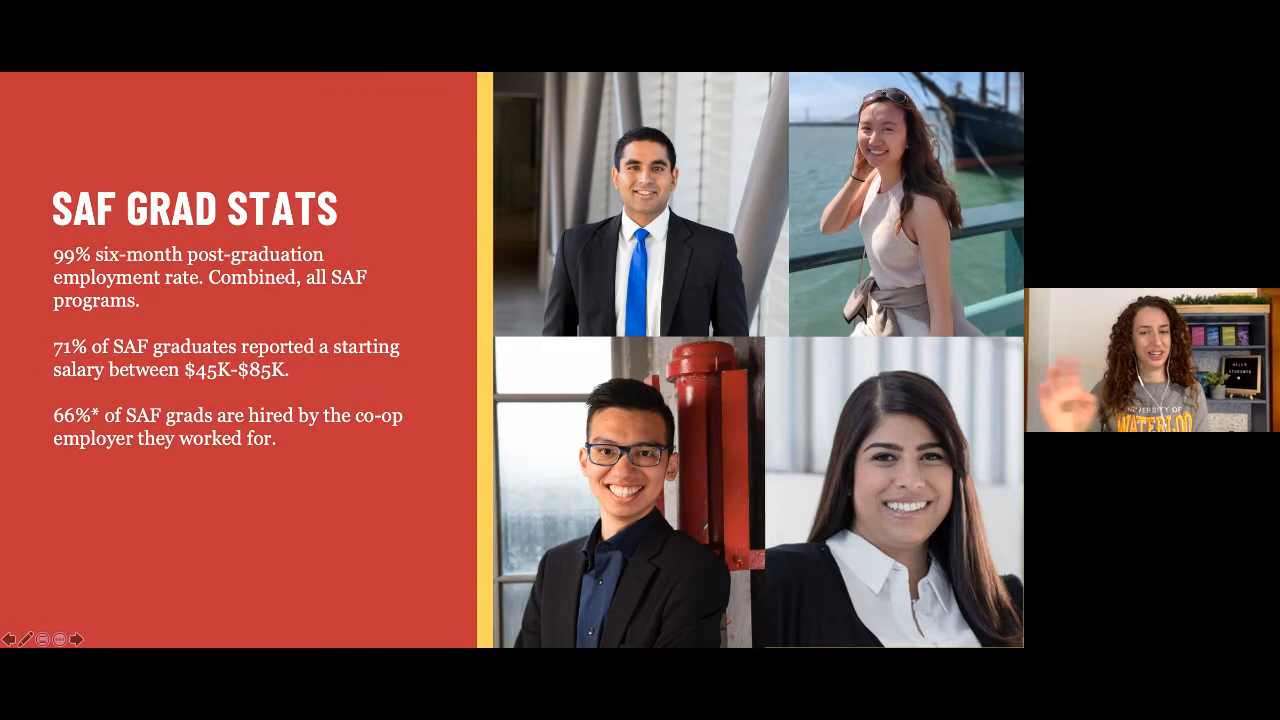 SAF GRAD STATS
99% six-month post-graduation
employment rate. Combined, all SAF
programs.
71% of SAF graduates reported a starting
salary between $45K-$85K.
66%* of SAF grads are hired by the co-op
employer they worked for.
HELLO
STUDENTS
UNIVERSITY OF
WATERLOO